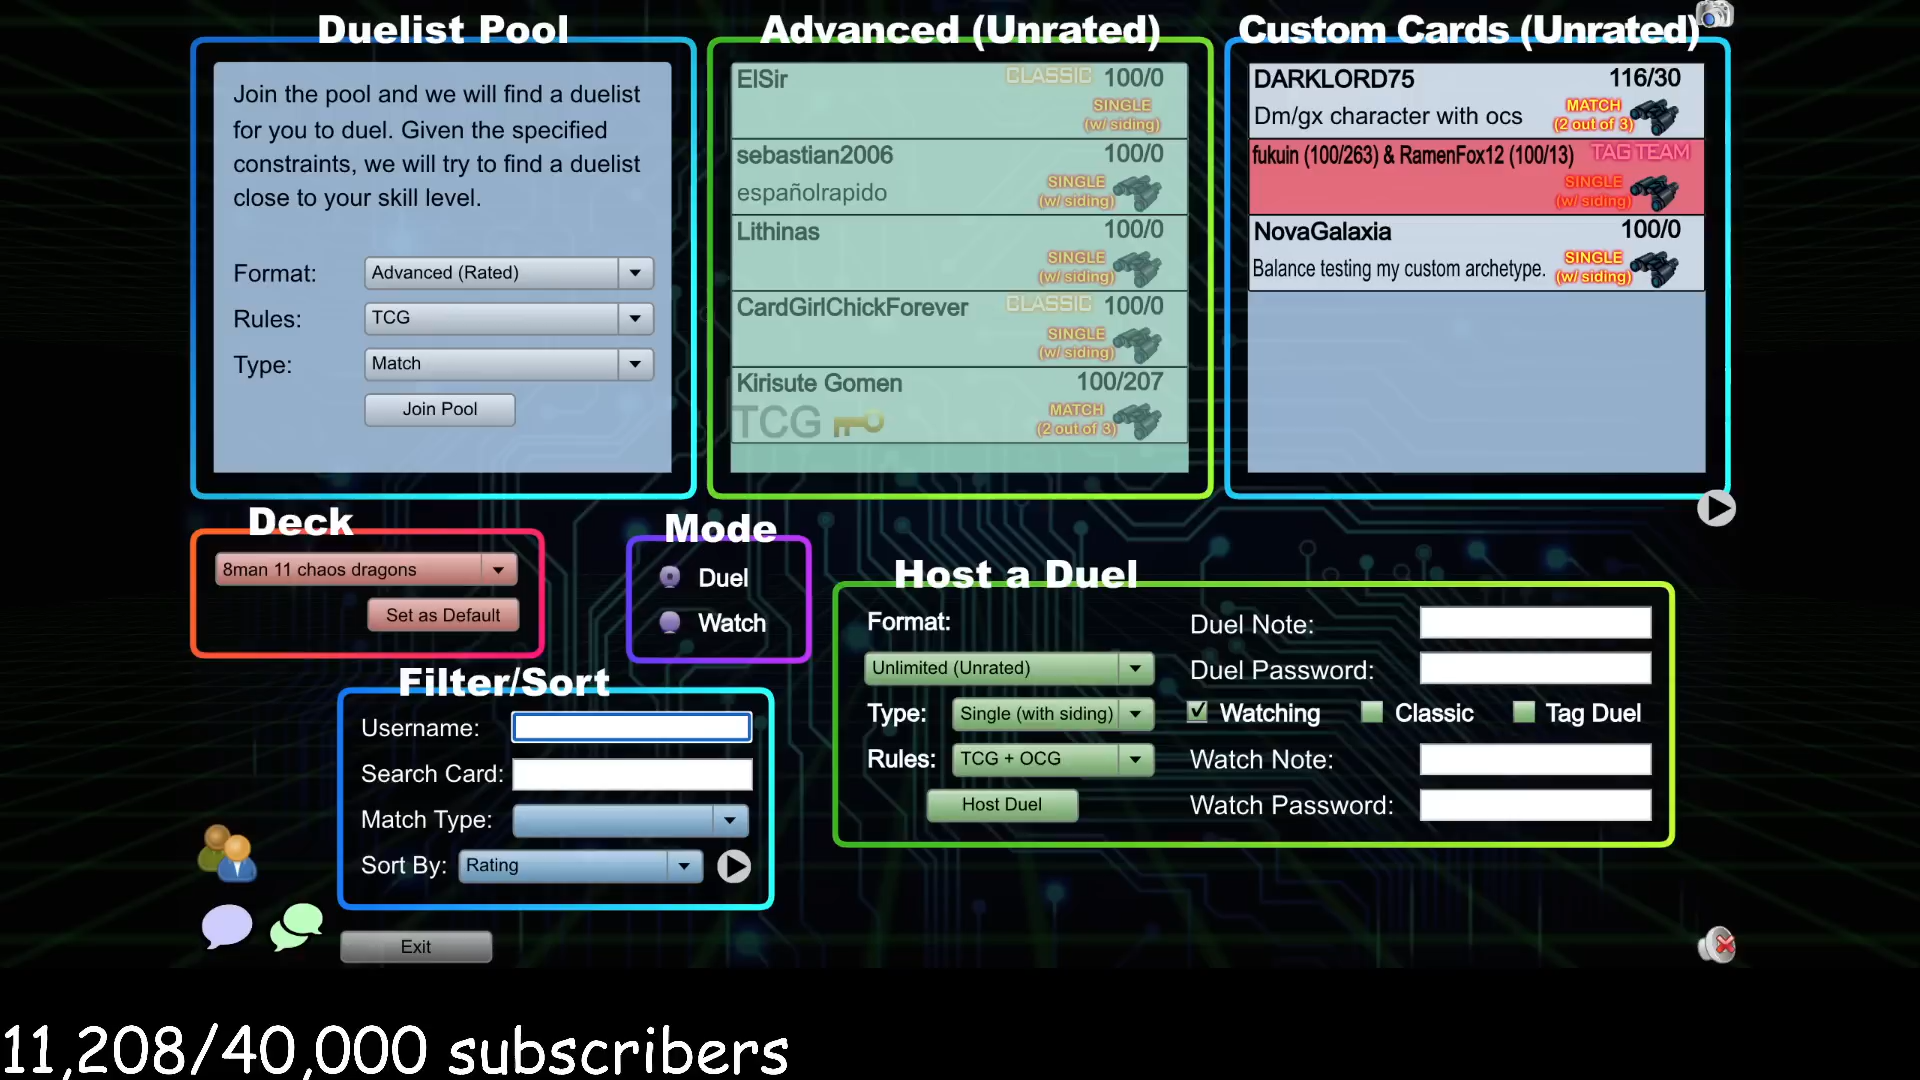 Duelist Pool
Join the pool and we will find a duelist
for you to duel. Given the specified
constraints, we will try to find a duelist
close to your skill level.
Format: Advanced (Rated)
Rules: TCG
Type: Match
Join Pool
Advanced (Unrated)
ElSir CLASSIC 100/0
SINGLE
(w/ siding)
sebastian2006 100/0
españolrapido SINGLE
(w/ siding)
Lithinas 100/0
SINGLE
(w/ siding)
CardGirlChickForever CLASSIC 100/0
SINGLE
(w/ siding)
Kirisute Gomen 100/207
TCG MATCH
(2 out of 3)
Custom Cards (Unrated)
DARKLORD75 116/30
Dm/gx character with ocs MATCH
(2 out of 3)
fukuin (100/263) & RamenFox12 (100/13) TAG TEAM
SINGLE
(w/ siding)
NovaGalaxia 100/0
Balance testing my custom archetype. SINGLE
(w/ siding)
Deck
8man 11 chaos dragons
Set as Default
Mode
Duel
Watch
Filter/Sort
Username:
Search Card:
Match Type:
Sort By: Rating
Exit
Host a Duel
Format:
Unlimited (Unrated)
Type: Single (with siding)
Rules: TCG + OCG
Host Duel
Duel Note:
Duel Password:
Watching Classic Tag Duel
Watch Note:
Watch Password:
11,208/40,000 subscribers